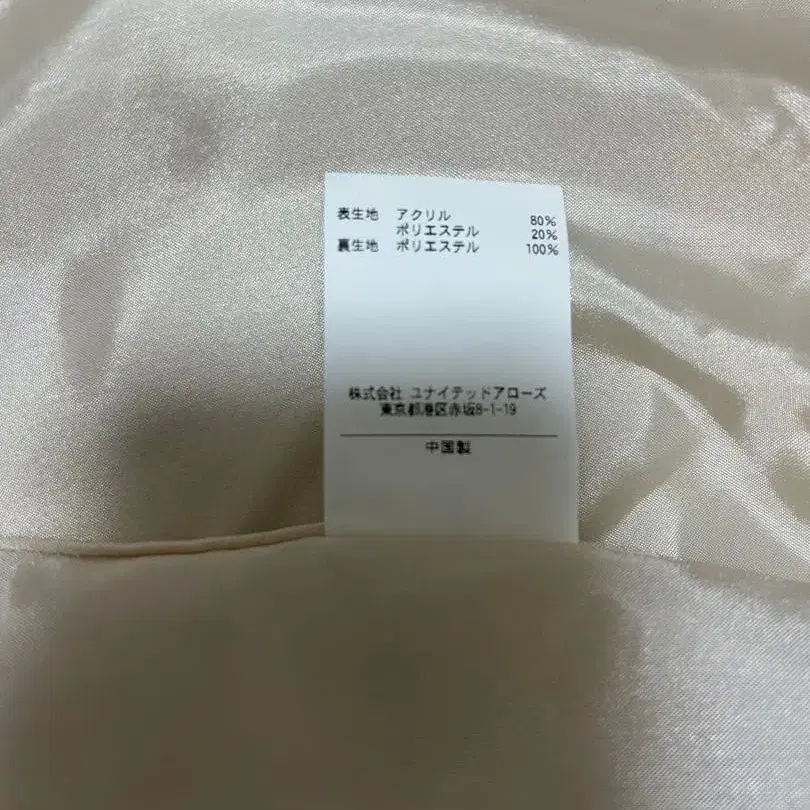 表生地 アクリル 80%
ポリエステル 20%
裏生地 ポリエステル 100%
株式会社 ユナイテッドアローズ
東京都港区赤坂8-1-19
中国製